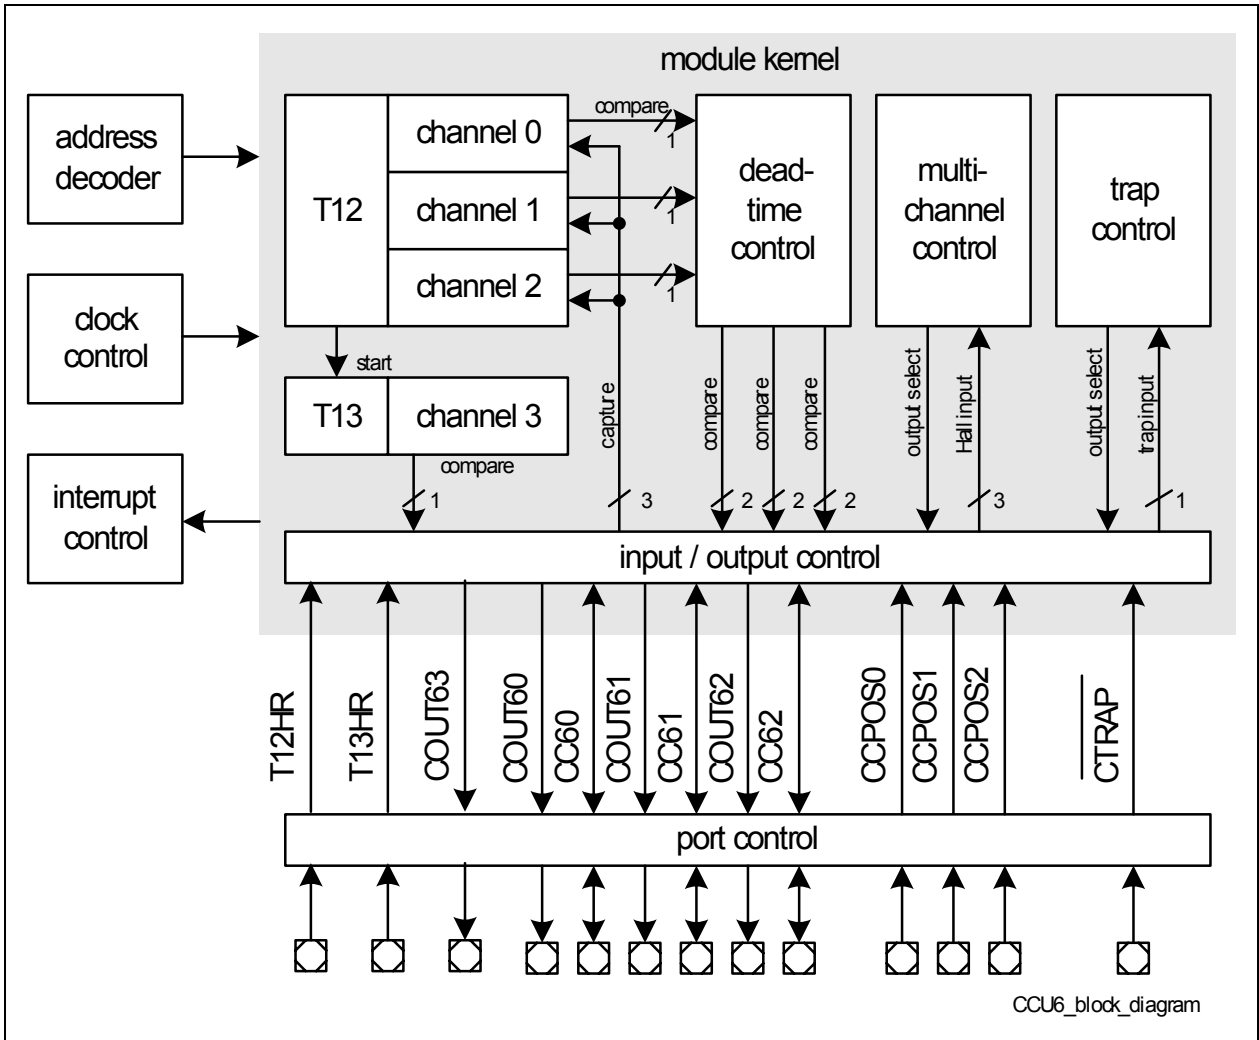 module kernel
address
decoder
clock
control
interrupt
control
T12
channel 0
channel 1
channel 2
compare
1
1
1
dead-
time
control
multi-
channel
control
trap
control
start
T13
channel 3
compare
1
capture
3
compare
2
compare
2
compare
2
output select
Hall input
3
output select
trap input
1
input / output control
T12HR
T13HR
COUT63
COUT60
CC60
COUT61
CC61
COUT62
CC62
CCPOS0
CCPOS1
CCPOS2
CTRAP
port control
CCU6_block_diagram